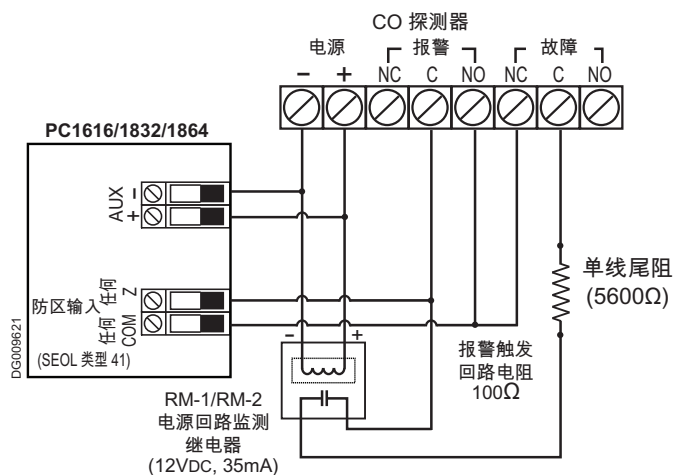 CO 探测器
电源 报警 故障
− + NC C NO NC C NO
PC1616/1832/1864
AUX
−
+
防区输入
任何 Z
任何 COM
(SEOL 类型 41)
DG009621
− +
单线尾阻
(5600Ω)
报警触发
回路电阻
100Ω
RM-1/RM-2
电源回路监测
继电器
(12VDC, 35mA)